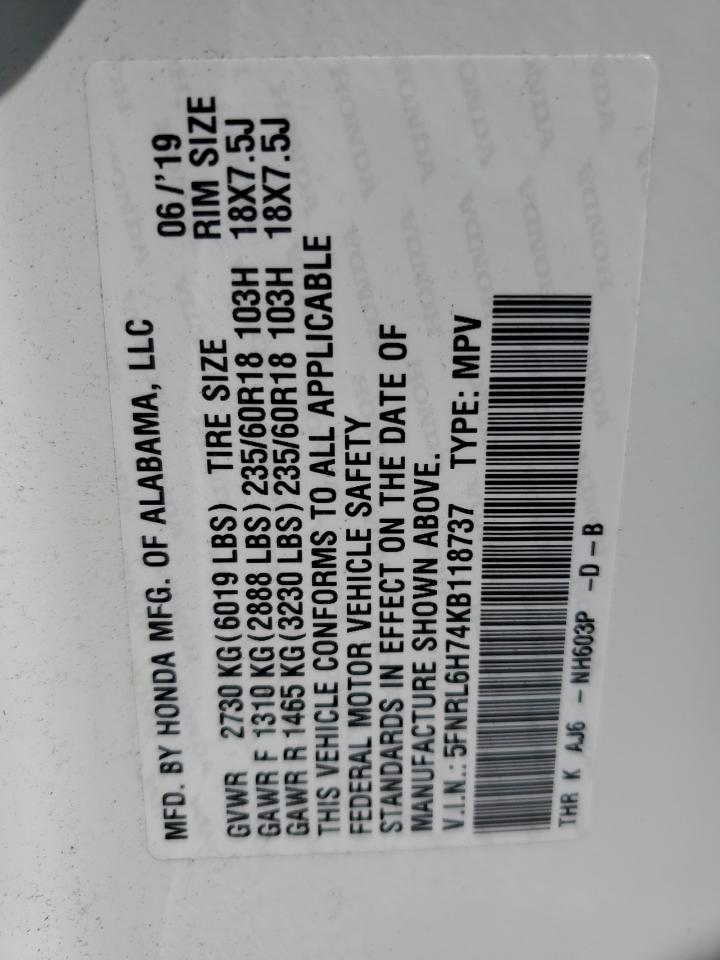 MFD. BY HONDA MFG. OF ALABAMA, LLC 06/'19
GVWR 2730 KG(6019 LBS) TIRE SIZE RIM SIZE
GAWR F 1310 KG(2888 LBS) 235/60R18 103H 18X7.5J
GAWR R 1465 KG(3230 LBS) 235/60R18 103H 18X7.5J
THIS VEHICLE CONFORMS TO ALL APPLICABLE
FEDERAL MOTOR VEHICLE SAFETY
STANDARDS IN EFFECT ON THE DATE OF
MANUFACTURE SHOWN ABOVE.
V.I.N.: 5FNRL6H74KB118737 TYPE: MPV
THR K AJ6 - NH603P -D-B